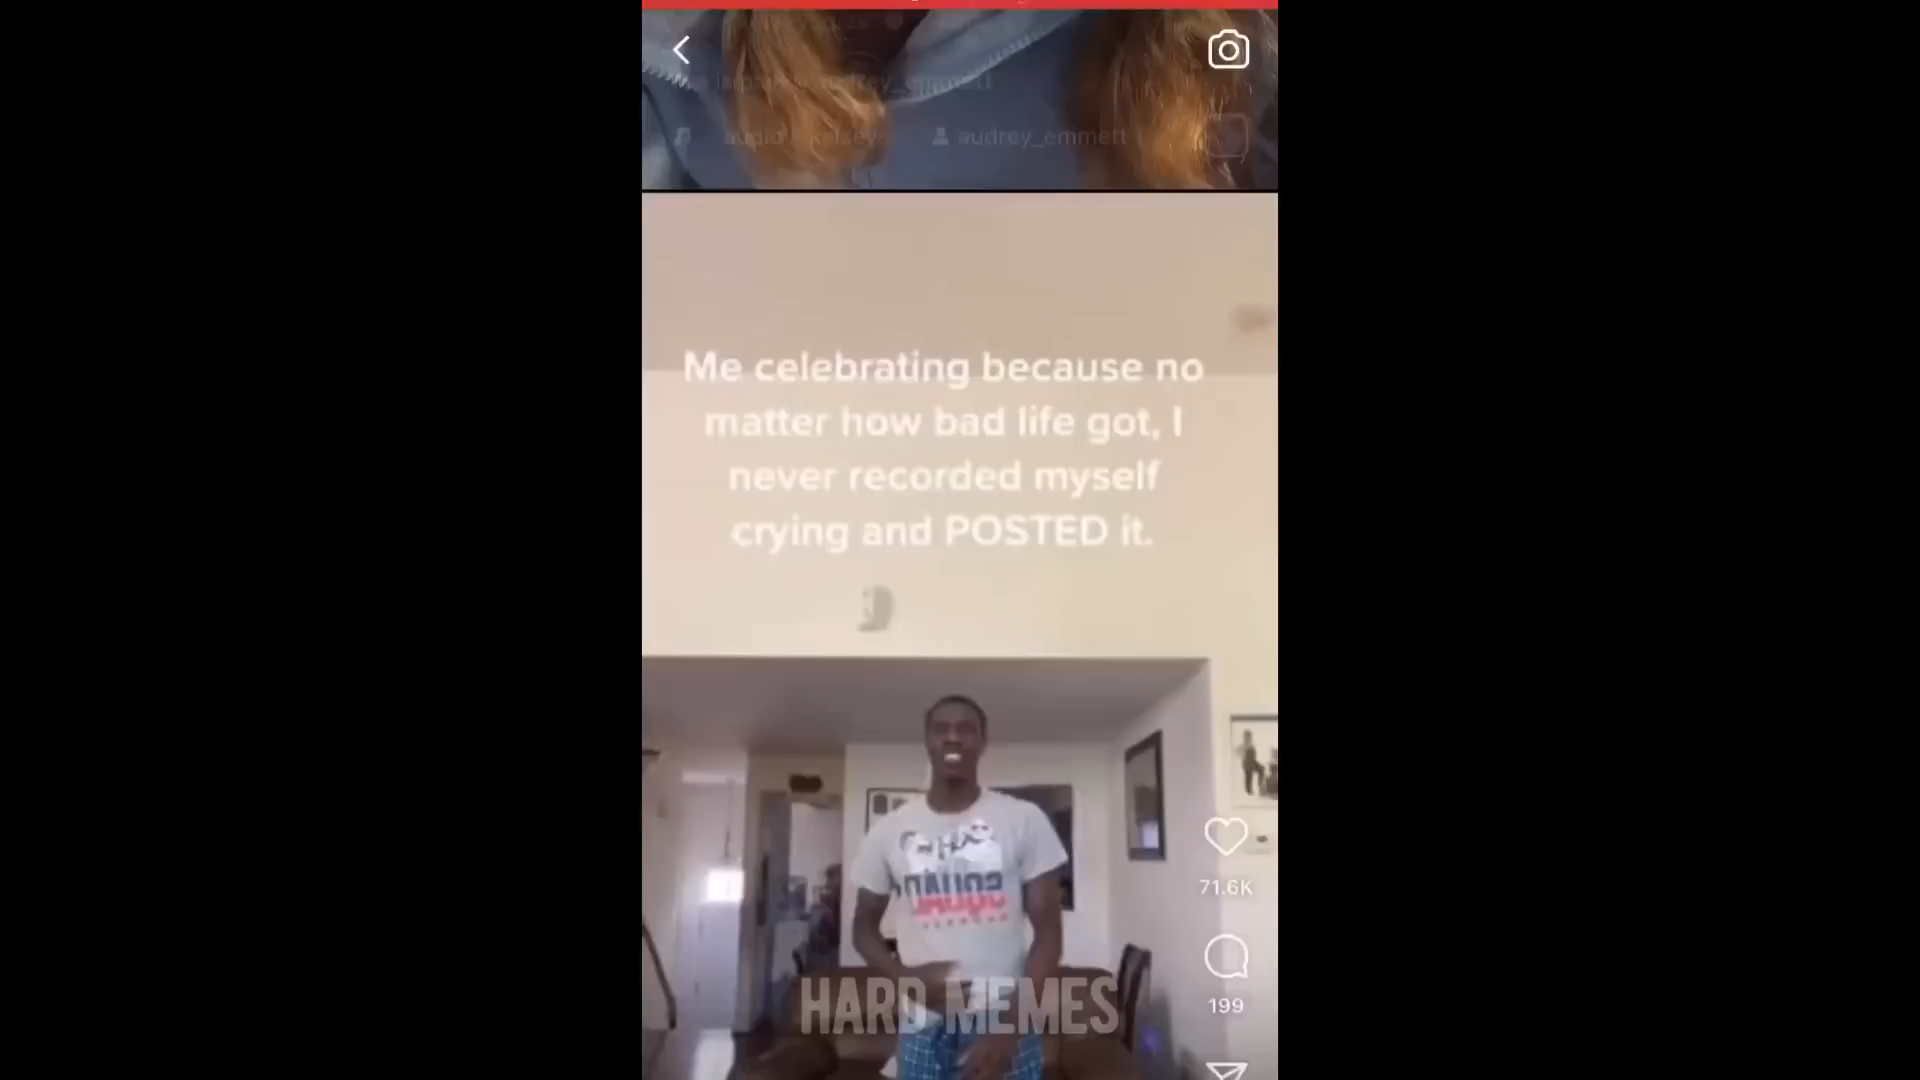 audrey_emmett
Me celebrating because no
matter how bad life got, I
never recorded myself
crying and POSTED it.
71.6K
199
HARD MEMES